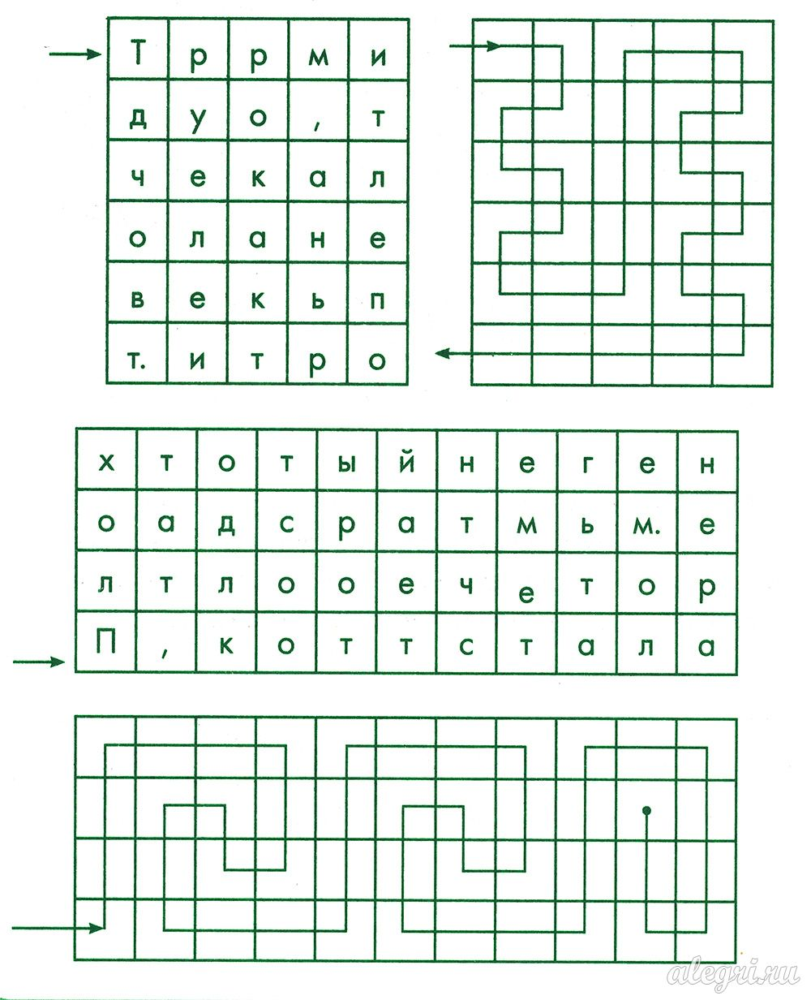 Т р р м и
д у о , т
ч е к а л
о л а н е
в е к ь п
т. и т р о
х т о т ы й н е г е н
о а д с р а т м ь м. е
л т л о о е ч е т о р
П , к о т т с т а л а
alegri.ru